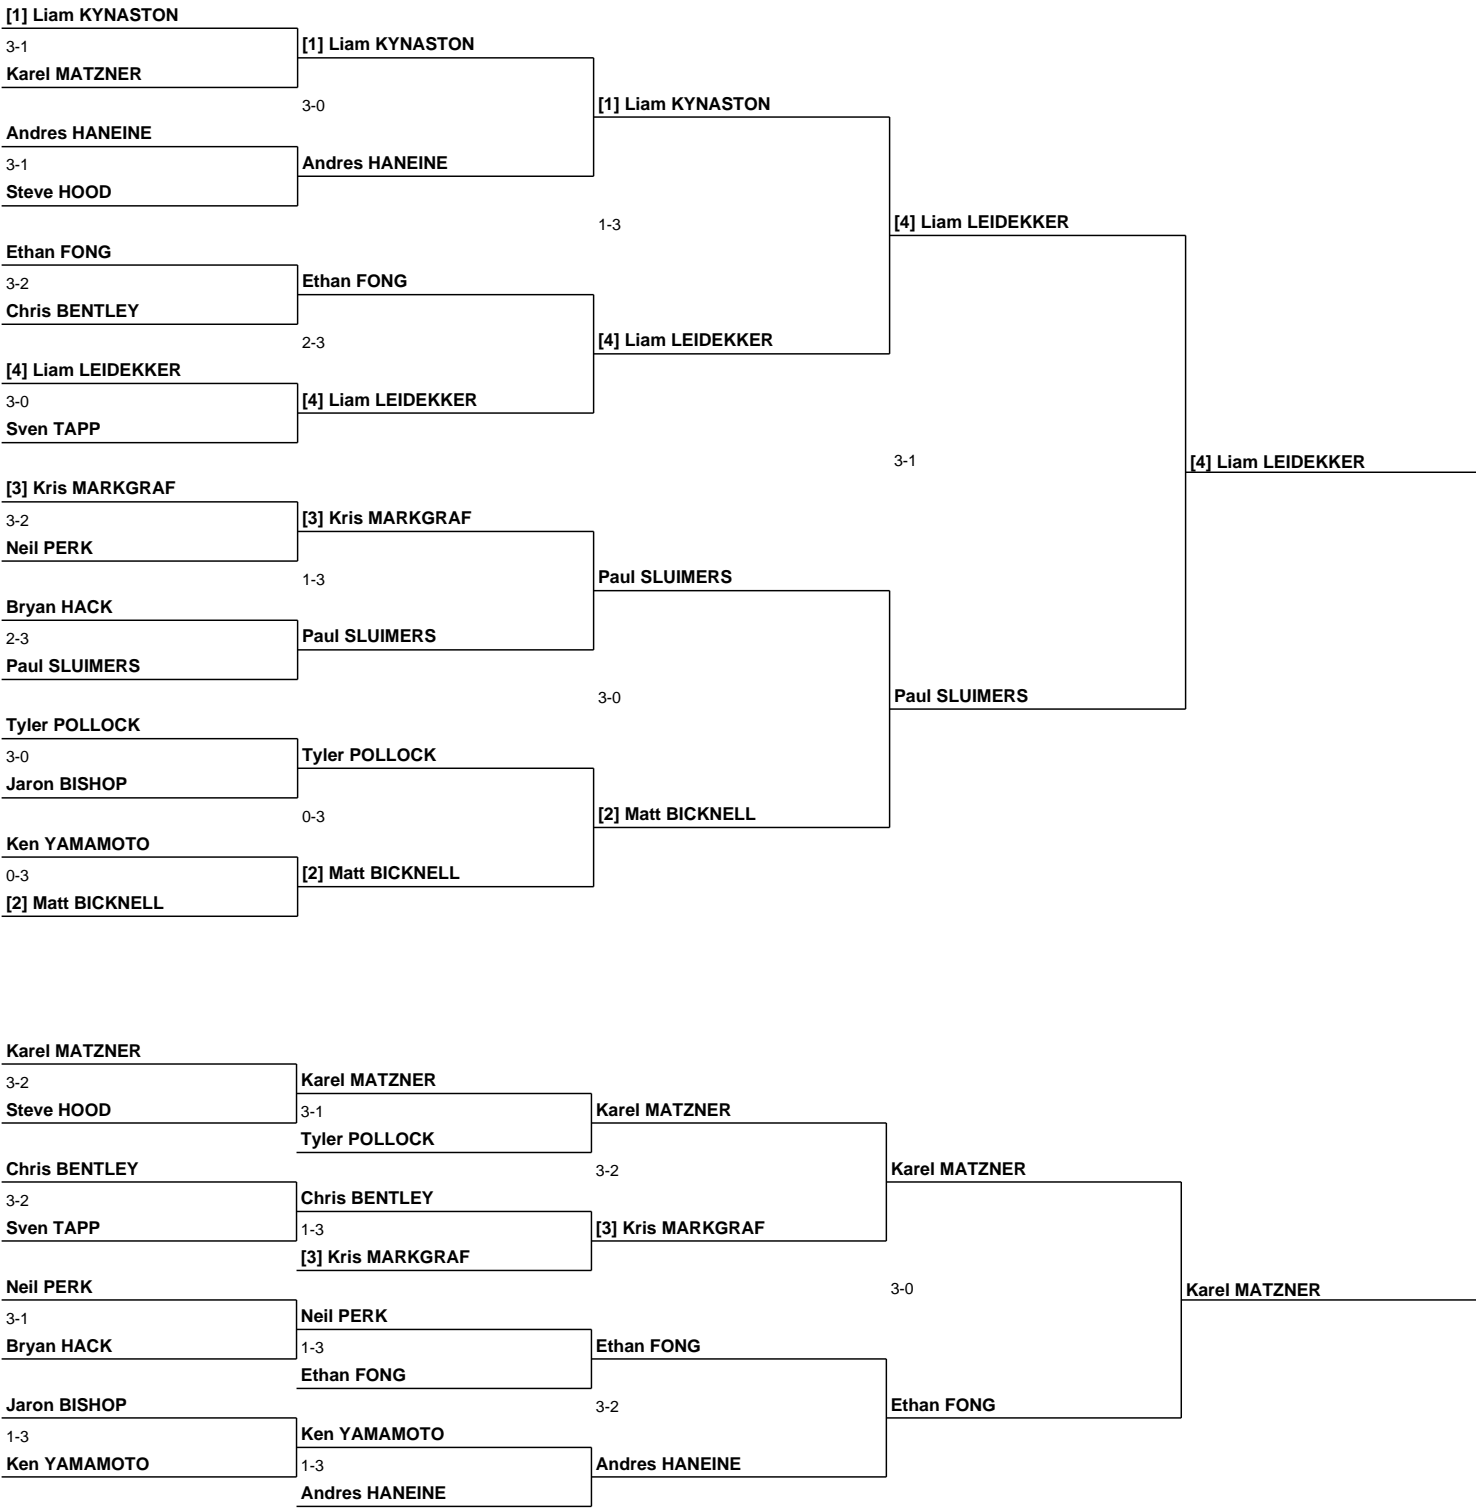 [1] Liam KYNASTON
3-1
[1] Liam KYNASTON
Karel MATZNER
3-0
[1] Liam KYNASTON
Andres HANEINE
3-1
Andres HANEINE
Steve HOOD
1-3
[4] Liam LEIDEKKER
Ethan FONG
3-2
Ethan FONG
Chris BENTLEY
2-3
[4] Liam LEIDEKKER
[4] Liam LEIDEKKER
3-0
[4] Liam LEIDEKKER
Sven TAPP
3-1
[4] Liam LEIDEKKER
[3] Kris MARKGRAF
3-2
[3] Kris MARKGRAF
Neil PERK
1-3
Paul SLUIMERS
Bryan HACK
2-3
Paul SLUIMERS
Paul SLUIMERS
3-0
Paul SLUIMERS
Tyler POLLOCK
3-0
Tyler POLLOCK
Jaron BISHOP
0-3
[2] Matt BICKNELL
Ken YAMAMOTO
0-3
[2] Matt BICKNELL
[2] Matt BICKNELL
Karel MATZNER
3-2
Karel MATZNER
Steve HOOD
3-1
Karel MATZNER
Tyler POLLOCK
Chris BENTLEY
3-2
Karel MATZNER
3-2
Chris BENTLEY
Sven TAPP
1-3
[3] Kris MARKGRAF
[3] Kris MARKGRAF
Neil PERK
3-0
Karel MATZNER
3-1
Neil PERK
Bryan HACK
1-3
Ethan FONG
Ethan FONG
Jaron BISHOP
3-2
Ethan FONG
1-3
Ken YAMAMOTO
Ken YAMAMOTO
1-3
Andres HANEINE
Andres HANEINE